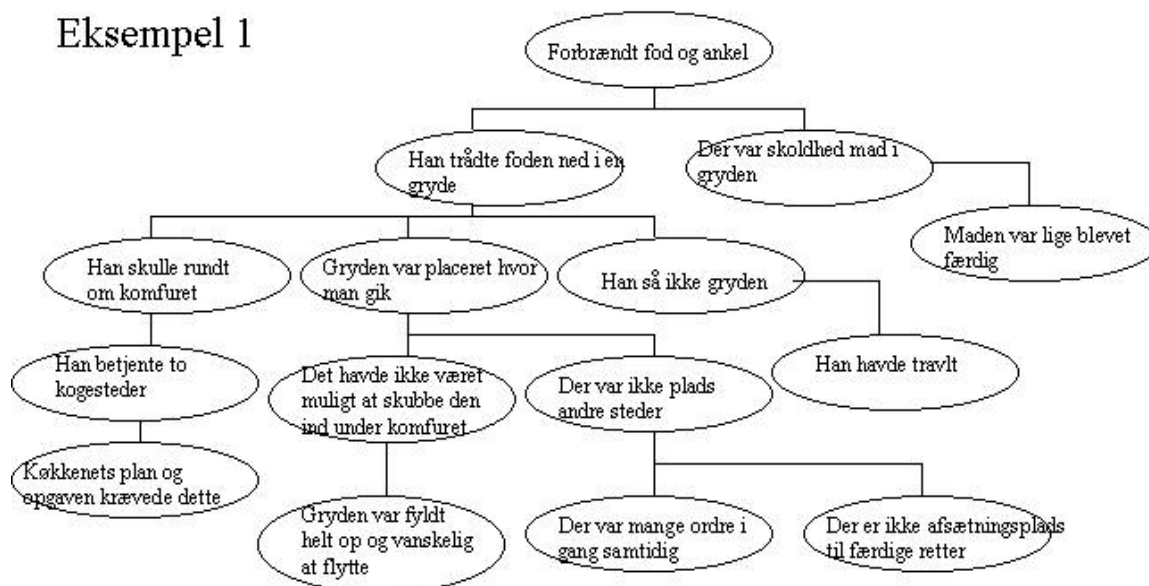 Eksempel 1
Forbrændt fod og ankel
Han trådte foden ned i en
gryde
Der var skoldhed mad i
gryden
Maden var lige blevet
færdig
Han skulle rundt
om komfuret
Gryden var placeret hvor
man gik
Han så ikke gryden
Han betjente to
kogesteder
Det havde ikke været
muligt at skubbe den
ind under komfuret
Der var ikke plads
andre steder
Han havde travlt
Køkkenets plan og
opgaven krævede dette
Gryden var fyldt
helt op og vanskelig
at flytte
Der var mange ordre i
gang samtidig
Der er ikke afsætningsplads
til færdige retter